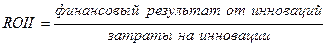 ROII = финансовый результат от инноваций
затраты на инновации